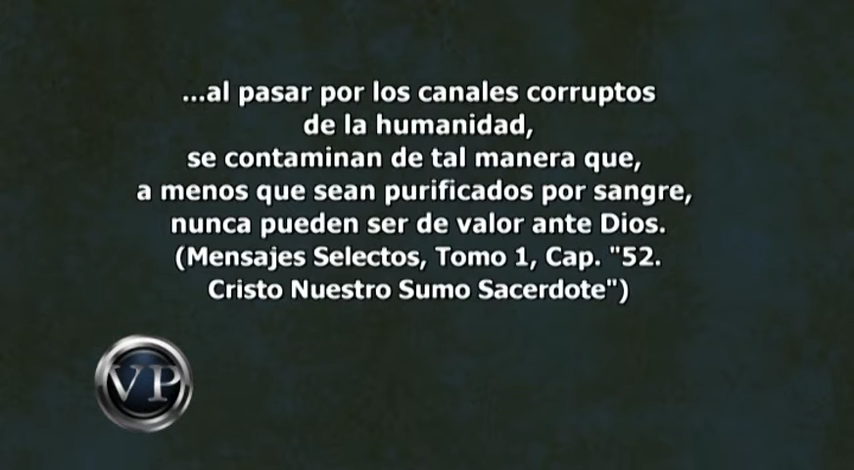 ...al pasar por los canales corruptos
de la humanidad,
se contaminan de tal manera que,
a menos que sean purificados por sangre,
nunca pueden ser de valor ante Dios.
(Mensajes Selectos, Tomo 1, Cap. "52.
Cristo Nuestro Sumo Sacerdote")
VP